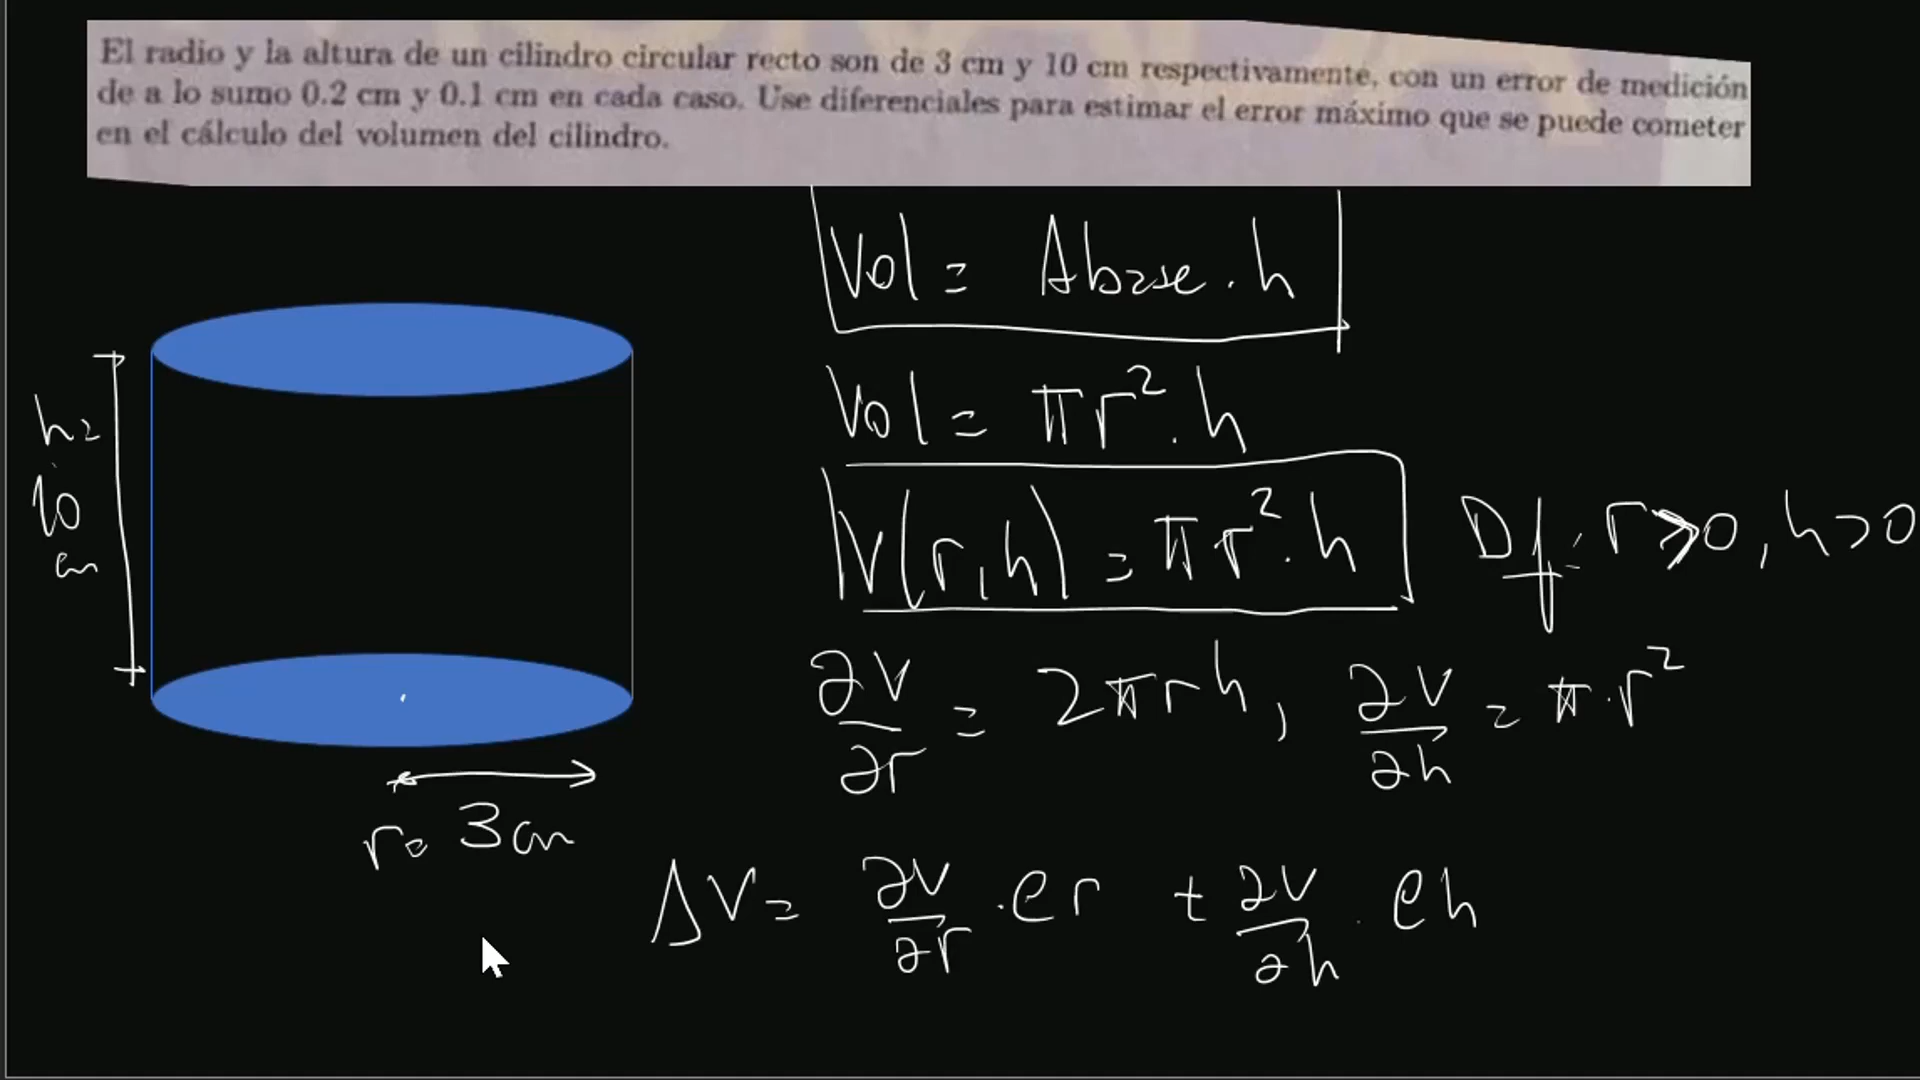 El radio y la altura de un cilindro circular recto son de 3 cm y 10 cm respectivamente, con un error de medición
de a lo sumo 0.2 cm y 0.1 cm en cada caso. Use diferenciales para estimar el error máximo que se puede cometer
en el cálculo del volumen del cilindro.
Vol = Abase . h
Vol = πr² . h
V(r,h) = πr² . h Df: r>0, h>0
∂V/∂r = 2πrh, ∂V/∂h = π.r²
ΔV = ∂V/∂r . er + ∂V/∂h . eh
h=
10
cm
r= 3cm